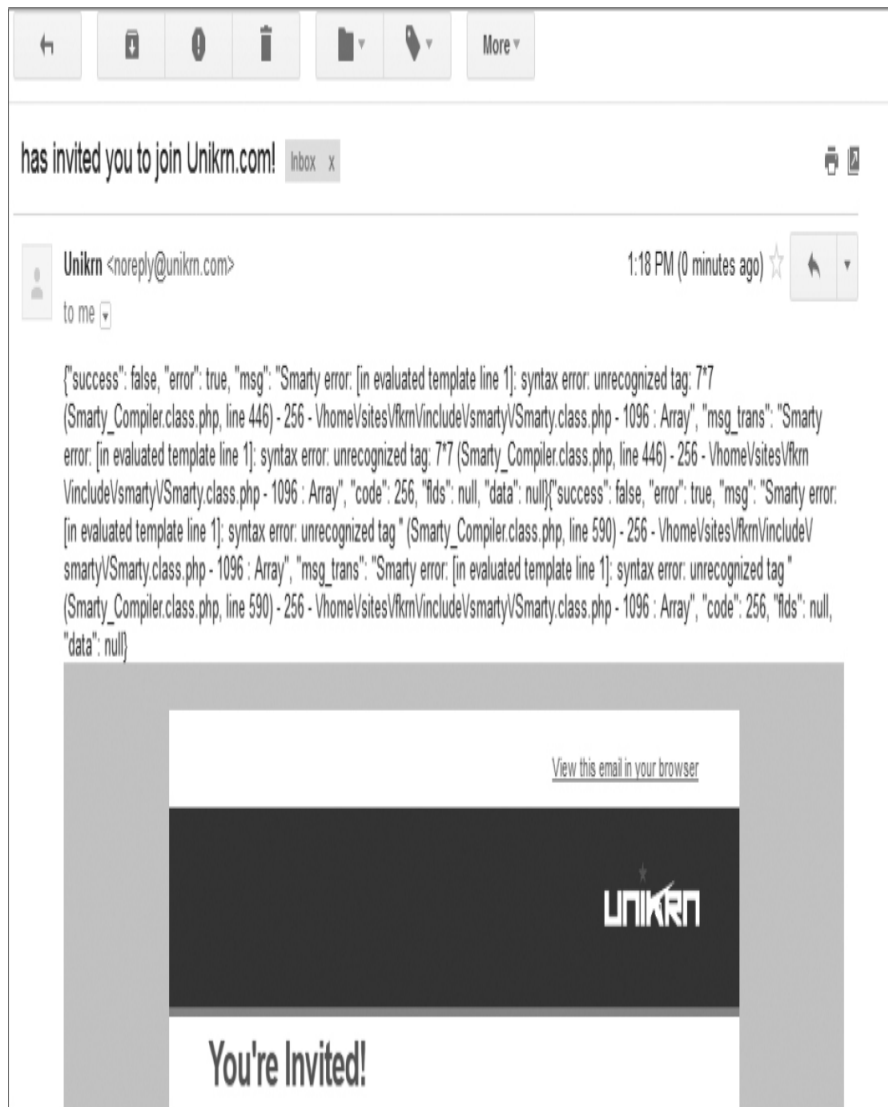 More
has invited you to join Unikrn.com! Inbox x
Unikrn <noreply@unikrn.com> 1:18 PM (0 minutes ago)
to me
{"success": false, "error": true, "msg": "Smarty error: [in evaluated template line 1]: syntax error: unrecognized tag: 7*7
(Smarty_Compiler.class.php, line 446) - 256 - \/home\/sites\/fkrn\/include\/smarty\/Smarty.class.php - 1096 : Array", "msg_trans": "Smarty
error: [in evaluated template line 1]: syntax error: unrecognized tag: 7*7 (Smarty_Compiler.class.php, line 446) - 256 - \/home\/sites\/fkrn
\/include\/smarty\/Smarty.class.php - 1096 : Array", "code": 256, "flds": null, "data": null}{"success": false, "error": true, "msg": "Smarty error:
[in evaluated template line 1]: syntax error: unrecognized tag '' (Smarty_Compiler.class.php, line 590) - 256 - \/home\/sites\/fkrn\/include\/
smarty\/Smarty.class.php - 1096 : Array", "msg_trans": "Smarty error: [in evaluated template line 1]: syntax error: unrecognized tag ''
(Smarty_Compiler.class.php, line 590) - 256 - \/home\/sites\/fkrn\/include\/smarty\/Smarty.class.php - 1096 : Array", "code": 256, "flds": null,
"data": null}
View this email in your browser
UNIKRN
You're Invited!